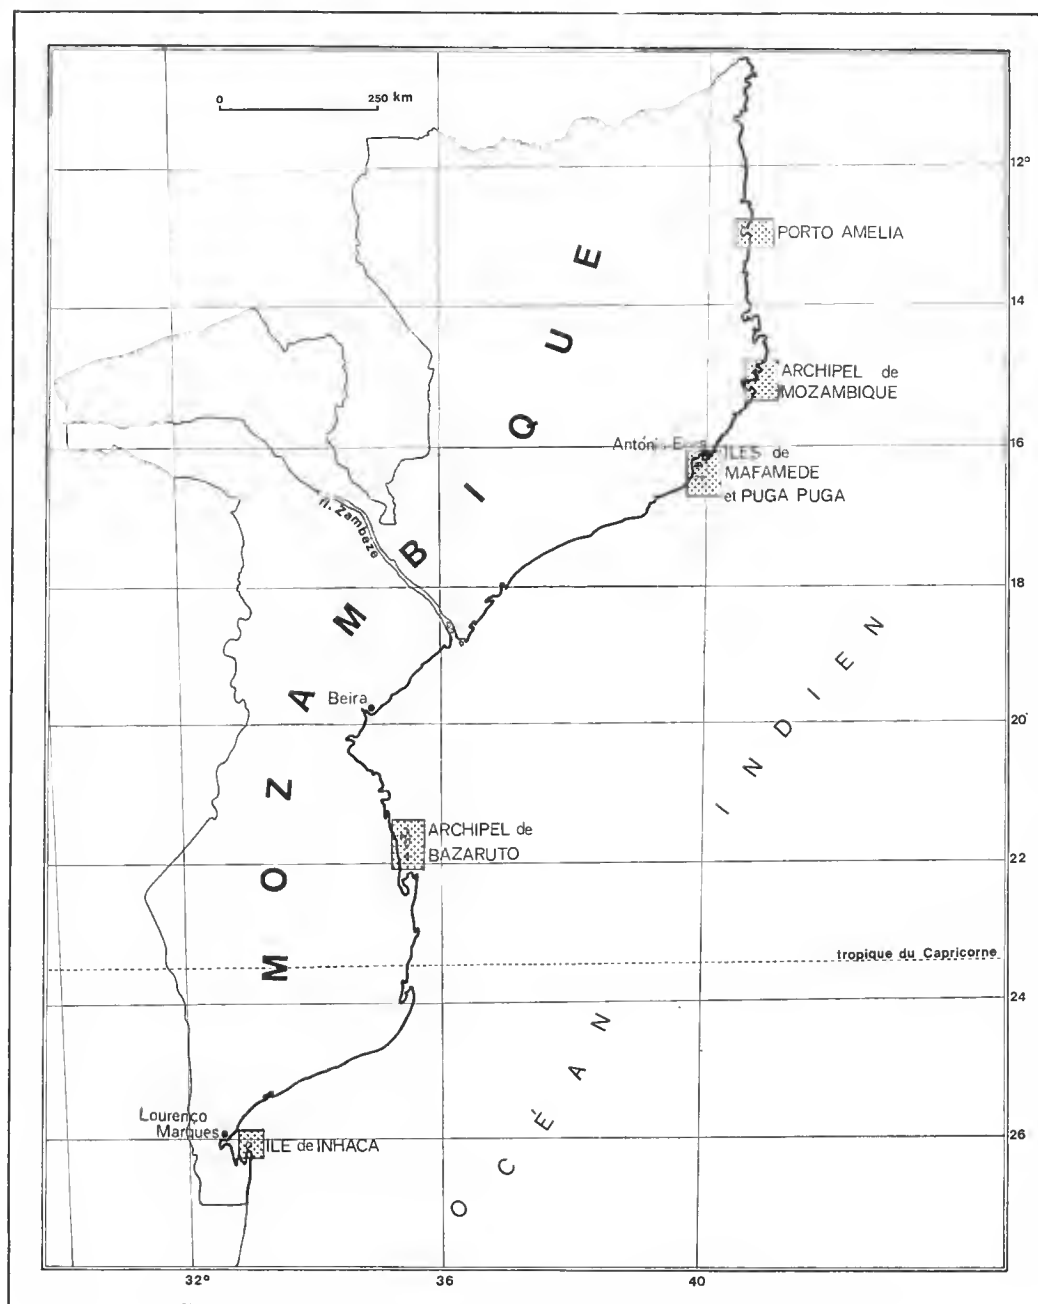 0 250 km
12°
PORTO AMELIA
14
ARCHIPEL de
MOZAMBIQUE
16
ILES de
MAFAMEDE
et PUGA PUGA
Zambèze
MOZAMBIQUE
18
Beira
20
ARCHIPEL de
BAZARUTO
22
tropique du Capricorne
24
OCÉAN INDIEN
Lourenço
Marques
ILE de INHACA
26
32° 36 40